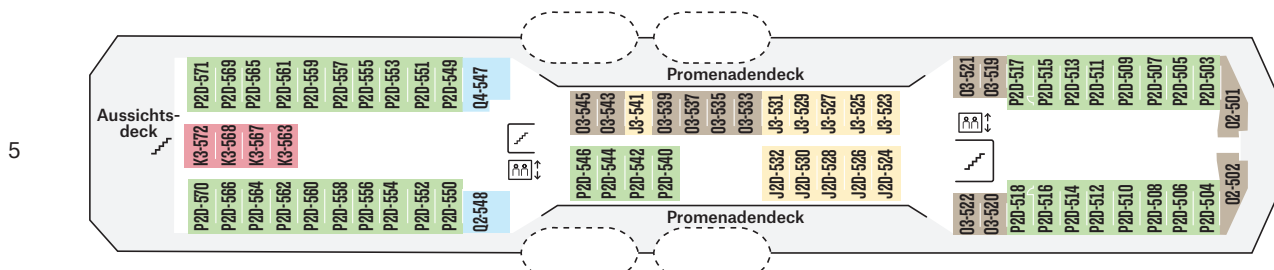 5
Aussichts-
deck
P2D-571 P2D-569 P2D-565 P2D-561 P2D-559 P2D-557 P2D-555 P2D-553 P2D-551 P2D-549 Q4-547
K3-572 K3-568 K3-567 K3-563
P2D-570 P2D-566 P2D-564 P2D-562 P2D-560 P2D-558 P2D-556 P2D-554 P2D-552 P2D-550 Q2-548
Promenadendeck
O3-545 O3-543 J3-541 O3-539 O3-537 O3-535 O3-533 J3-531 J3-529 J3-527 J3-525 J3-523
P2D-546 P2D-544 P2D-542 P2D-540 J2D-532 J2D-530 J2D-528 J2D-526 J2D-524
Promenadendeck
O3-521 O3-519 P2D-517 P2D-515 P2D-513 P2D-511 P2D-509 P2D-507 P2D-505 P2D-503 O2-501
O3-522 O3-520 P2D-518 P2D-516 P2D-514 P2D-512 P2D-510 P2D-508 P2D-506 P2D-504 O2-502